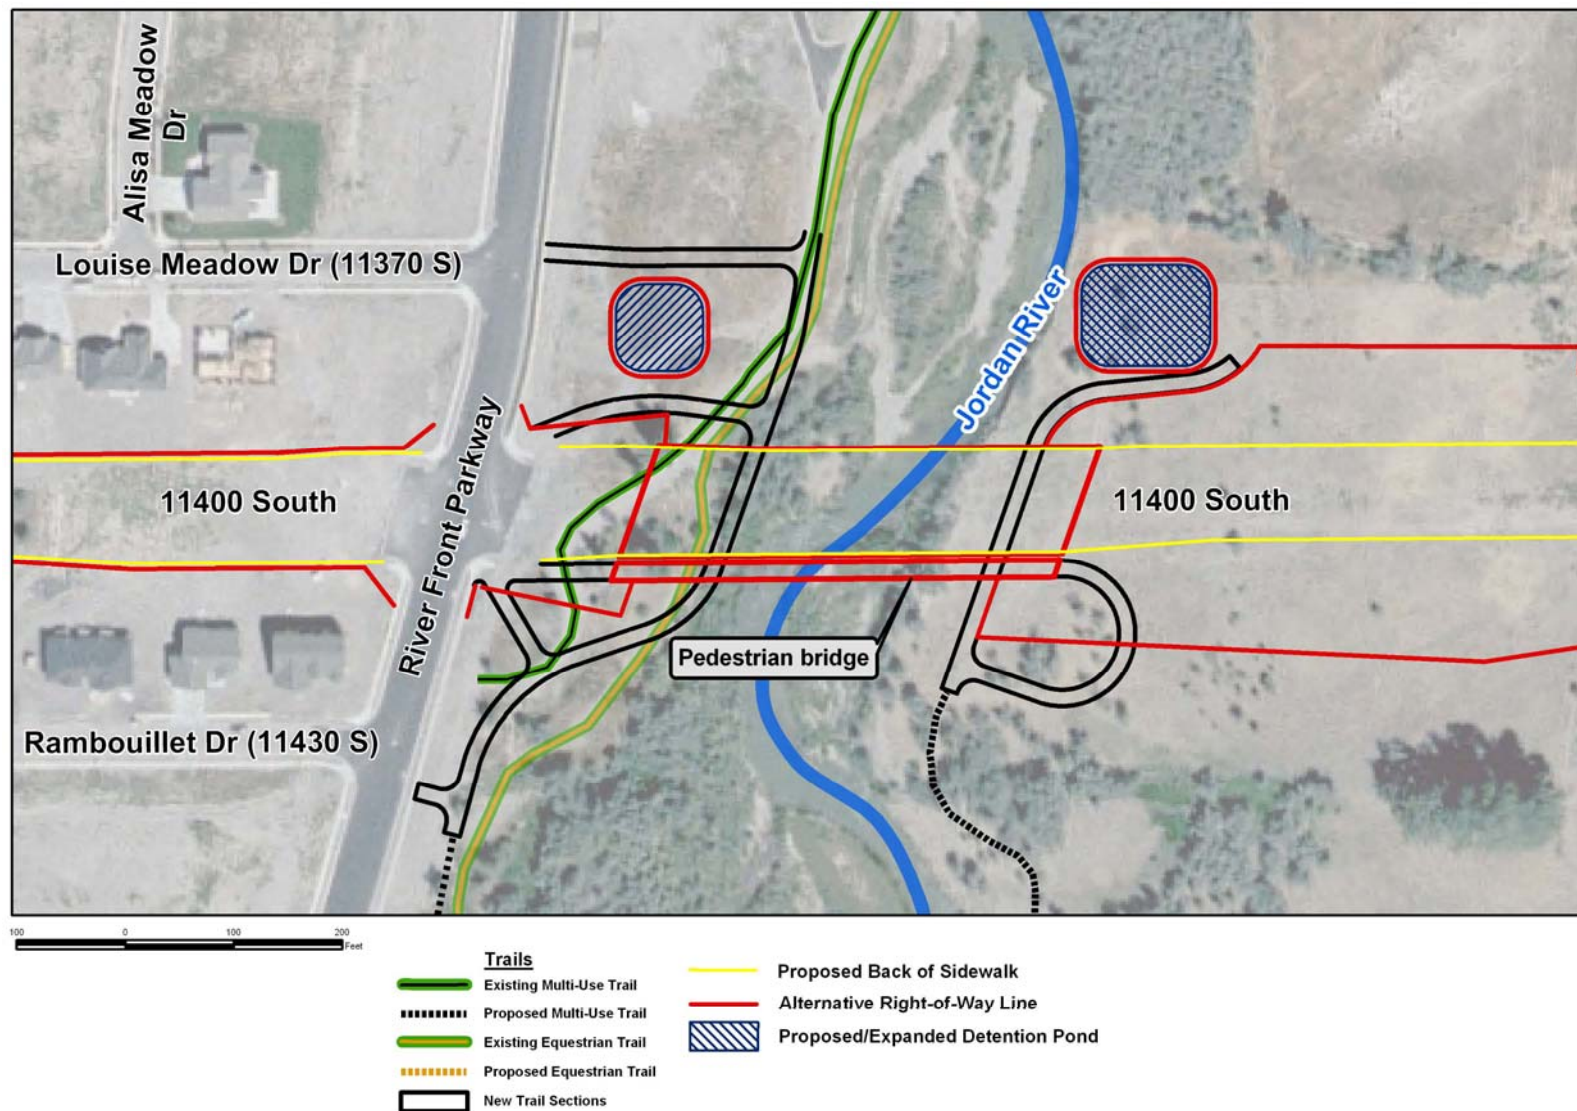 Alisa Meadow
Dr
Louise Meadow Dr (11370 S)
Jordan River
River Front Parkway
11400 South
11400 South
Pedestrian bridge
Rambouillet Dr (11430 S)
100 0 100 200
Feet
Trails
Existing Multi-Use Trail
Proposed Multi-Use Trail
Existing Equestrian Trail
Proposed Equestrian Trail
New Trail Sections
Proposed Back of Sidewalk
Alternative Right-of-Way Line
Proposed/Expanded Detention Pond